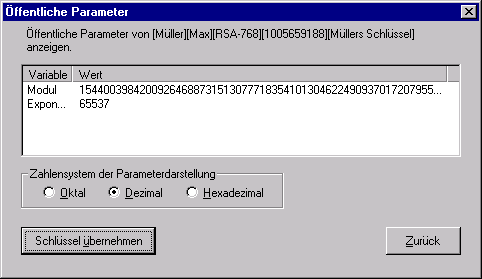 Öffentliche Parameter
Öffentliche Parameter von [Müller][Max][RSA-768][1005659188][Müllers Schlüssel]
anzeigen.
Variable Wert
Modul 15440039842009264688731513077718354101304622490937017207955...
Expon... 65537
Zahlensystem der Parameterdarstellung
Oktal Dezimal Hexadezimal
Schlüssel übernehmen Zurück